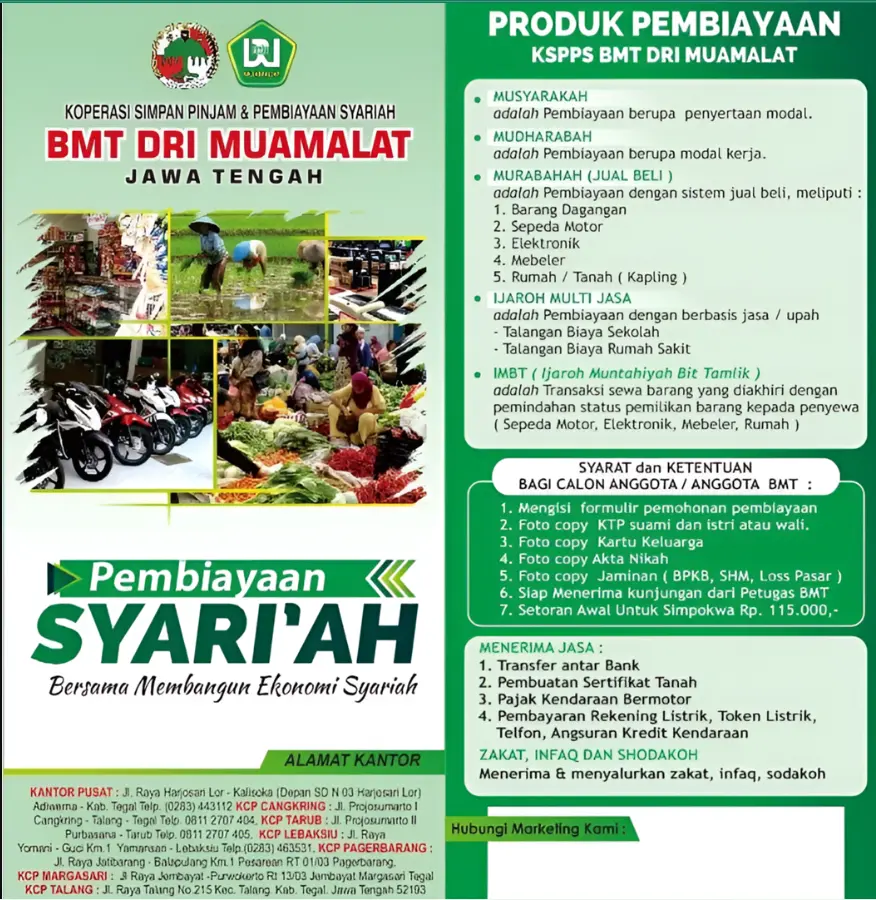 KOPERASI SIMPAN PINJAM & PEMBIAYAAN SYARIAH
BMT DRI MUAMALAT
JAWA TENGAH
Pembiayaan
SYARI'AH
Bersama Membangun Ekonomi Syariah
ALAMAT KANTOR
KANTOR PUSAT : Jl. Raya Harjosari Lor - Kalisoka (Depan SD N 03 Harjosari Lor)
Adiwerna - Kab. Tegal Telp. (0283) 443112 KCP CANGKRING : Jl. Projosumarto I
Cangkring - Talang - Tegal Telp. 0811 2707 404, KCP TARUB : Jl. Projosumarto II
Purbasana - Tarub Telp. 0811 2707 405, KCP LEBAKSIU : Jl. Raya
Yomani - Guci Km.1 Yamansari - Lebaksiu Telp.(0283) 463531. KCP PAGERBARANG :
Jl. Raya Jatibarang - Balapulang Km.1 Pesarean RT 01/03 Pagerbarang.
KCP MARGASARI : Jl Raya Jembayat -Purwokerto Rt 13/03 Jembayat Margasari Tegal
KCP TALANG : Jl. Raya Talang No.215 Kec. Talang. Kab. Tegal. Jawa Tengah 52193
PRODUK PEMBIAYAAN
KSPPS BMT DRI MUAMALAT
• MUSYARAKAH
adalah Pembiayaan berupa penyertaan modal.
• MUDHARABAH
adalah Pembiayaan berupa modal kerja.
• MURABAHAH (JUAL BELI )
adalah Pembiayaan dengan sistem jual beli, meliputi :
1. Barang Dagangan
2. Sepeda Motor
3. Elektronik
4. Mebeler
5. Rumah / Tanah ( Kapling )
• IJAROH MULTI JASA
adalah Pembiayaan dengan berbasis jasa / upah
- Talangan Biaya Sekolah
- Talangan Biaya Rumah Sakit
• IMBT ( Ijaroh Muntahiyah Bit Tamlik )
adalah Transaksi sewa barang yang diakhiri dengan
pemindahan status pemilikan barang kepada penyewa
( Sepeda Motor, Elektronik, Mebeler, Rumah )
SYARAT dan KETENTUAN
BAGI CALON ANGGOTA / ANGGOTA BMT :
1. Mengisi formulir pemohonan pembiayaan
2. Foto copy KTP suami dan istri atau wali.
3. Foto copy Kartu Keluarga
4. Foto copy Akta Nikah
5. Foto copy Jaminan ( BPKB, SHM, Loss Pasar )
6. Siap Menerima kunjungan dari Petugas BMT
7. Setoran Awal Untuk Simpokwa Rp. 115.000,-
MENERIMA JASA :
1. Transfer antar Bank
2. Pembuatan Sertifikat Tanah
3. Pajak Kendaraan Bermotor
4. Pembayaran Rekening Listrik, Token Listrik,
Telfon, Angsuran Kredit Kendaraan
ZAKAT, INFAQ DAN SHODAKOH
Menerima & menyalurkan zakat, infaq, sodakoh
Hubungi Marketing Kami :